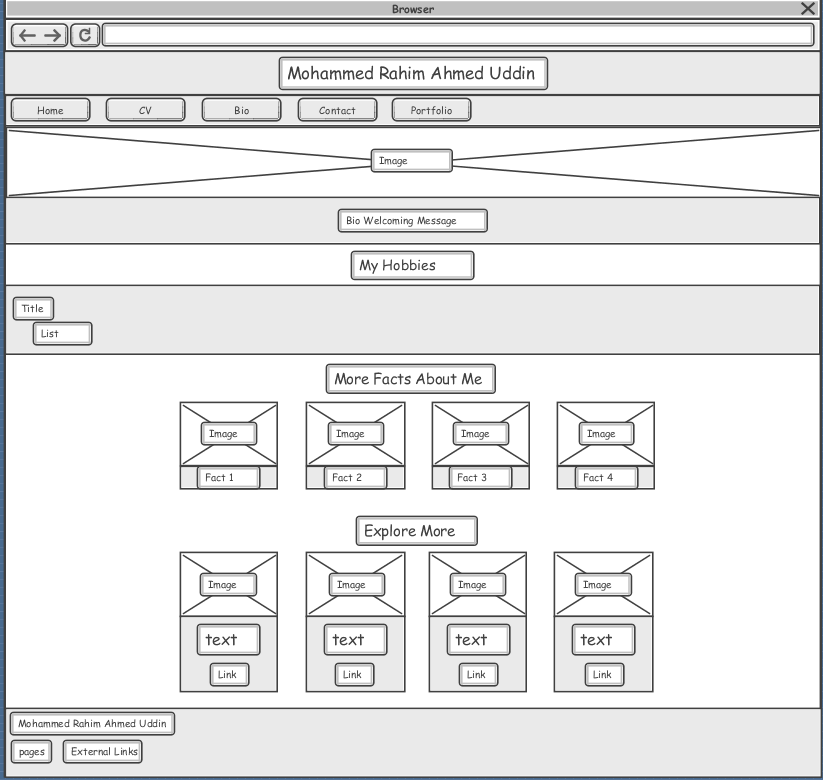 Browser
Mohammed Rahim Ahmed Uddin
Home CV Bio Contact Portfolio
Image
Bio Welcoming Message
My Hobbies
Title
List
More Facts About Me
Image Image Image Image
Fact 1 Fact 2 Fact 3 Fact 4
Explore More
Image Image Image Image
text text text text
Link Link Link Link
Mohammed Rahim Ahmed Uddin
pages External Links